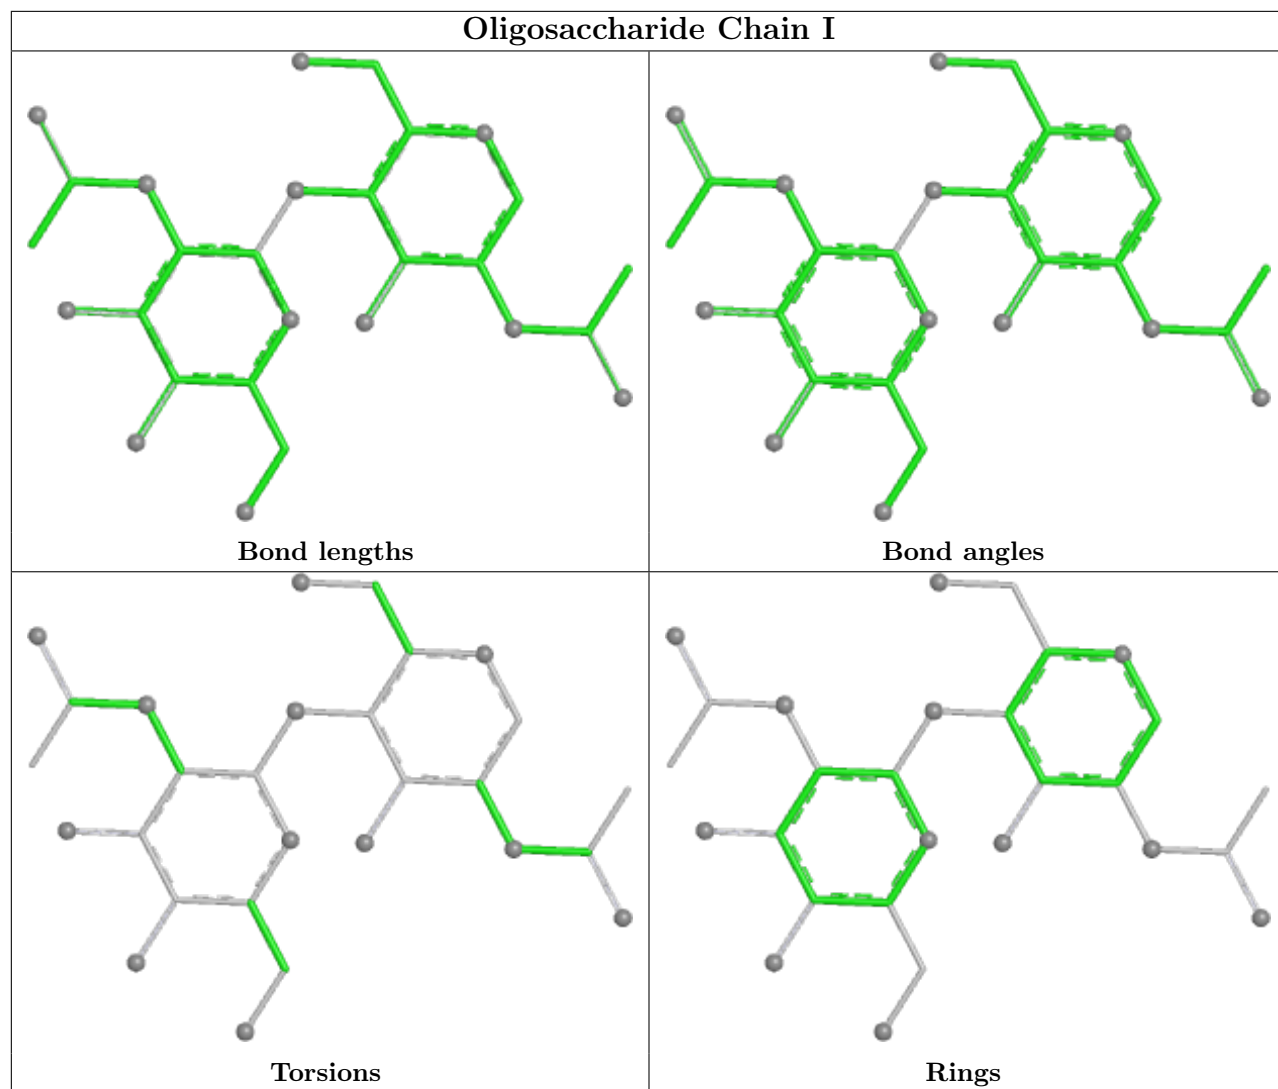 Oligosaccharide Chain I
Bond lengths
Bond angles
Torsions
Rings